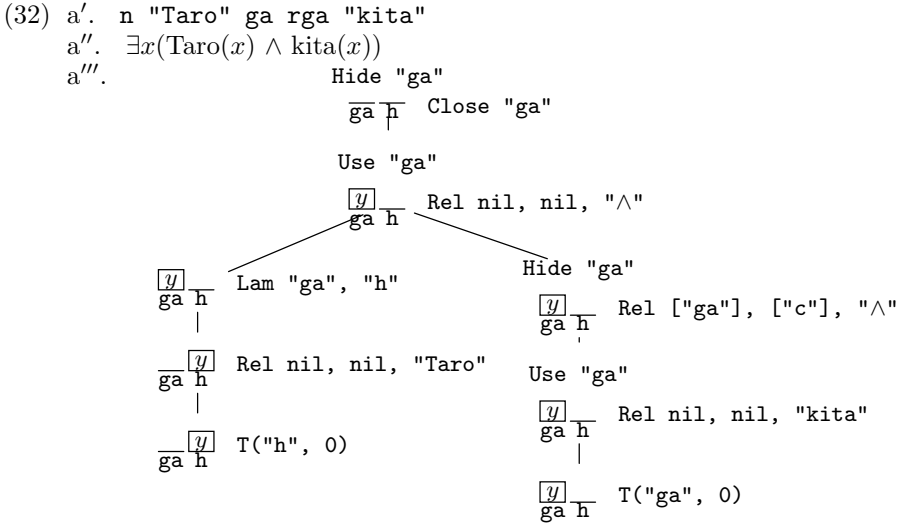 (32) a′. n "Taro" ga rga "kita"
a″. ∃x(Taro(x) ∧ kita(x))
a‴.
Hide "ga"
ga h Close "ga"
Use "ga"
y
ga h Rel nil, nil, "∧"
y
ga h Lam "ga", "h"
y
ga h Rel nil, nil, "Taro"
y
ga h T("h", 0)
Hide "ga"
y
ga h Rel ["ga"], ["c"], "∧"
Use "ga"
y
ga h Rel nil, nil, "kita"
y
ga h T("ga", 0)